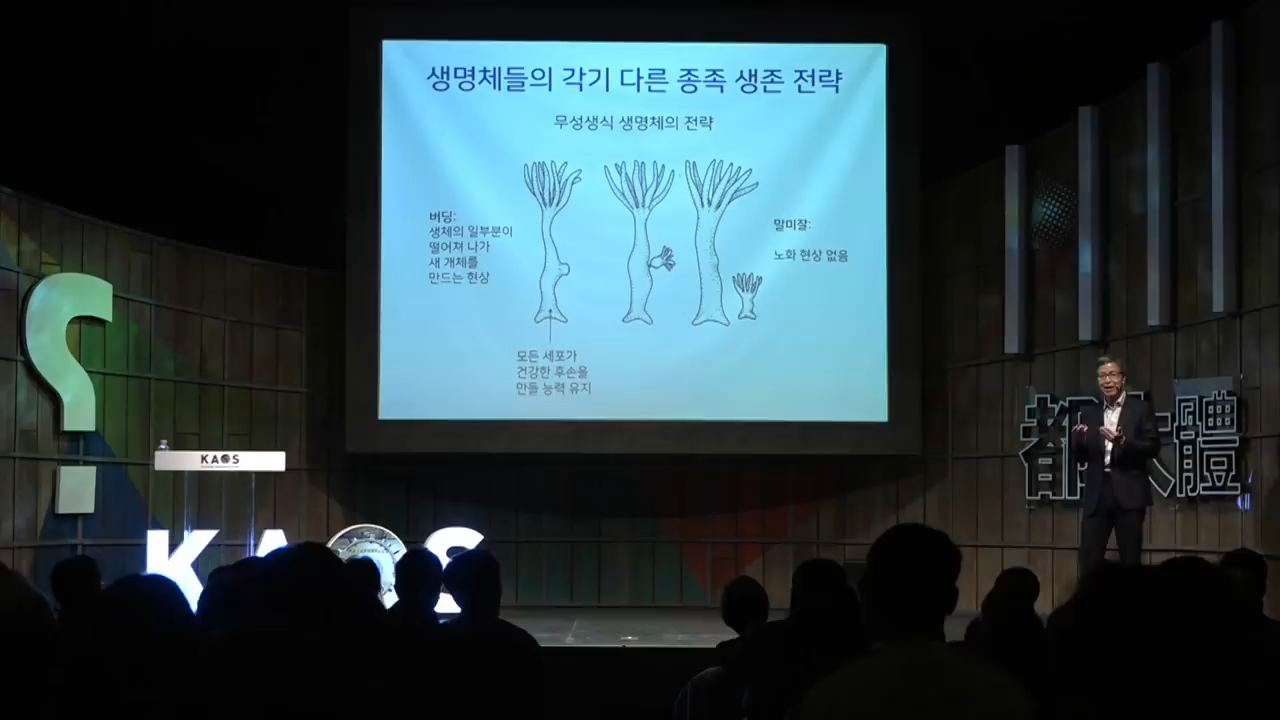 생명체들의 각기 다른 종족 생존 전략
무성생식 생명체의 전략
버딩:
생체의 일부분이
떨어져 나가
새 개체를
만드는 현상
말미잘:
노화 현상 없음
모든 세포가
건강한 후손을
만들 능력 유지
KAOS
KAOS
都大體